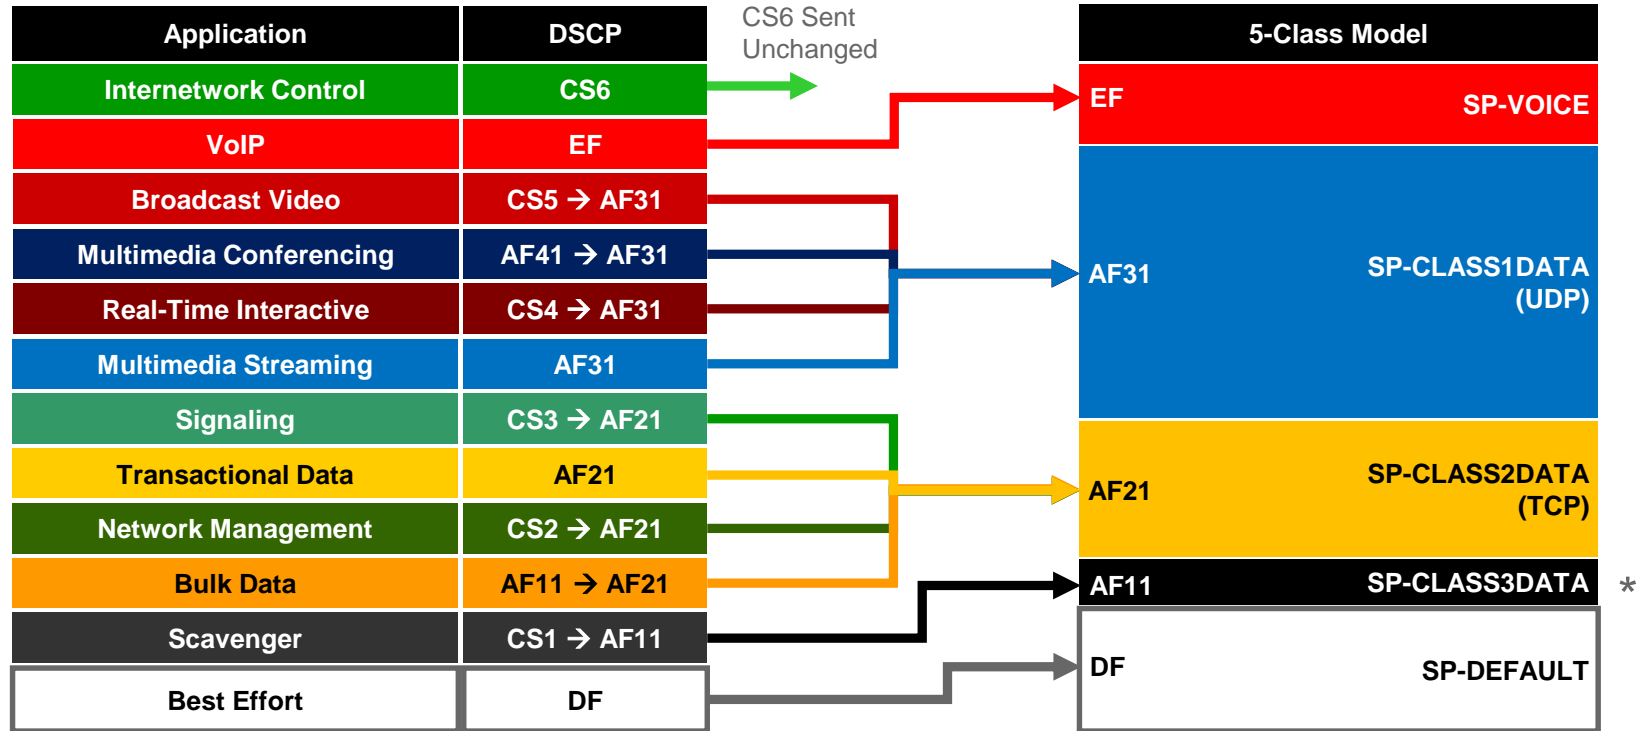 Application DSCP
CS6 Sent
Unchanged
5-Class Model
Internetwork Control CS6
VoIP EF
Broadcast Video CS5 → AF31
Multimedia Conferencing AF41 → AF31
Real-Time Interactive CS4 → AF31
Multimedia Streaming AF31
Signaling CS3 → AF21
Transactional Data AF21
Network Management CS2 → AF21
Bulk Data AF11 → AF21
Scavenger CS1 → AF11
Best Effort DF
EF SP-VOICE
AF31 SP-CLASS1DATA
(UDP)
AF21 SP-CLASS2DATA
(TCP)
AF11 SP-CLASS3DATA *
DF SP-DEFAULT